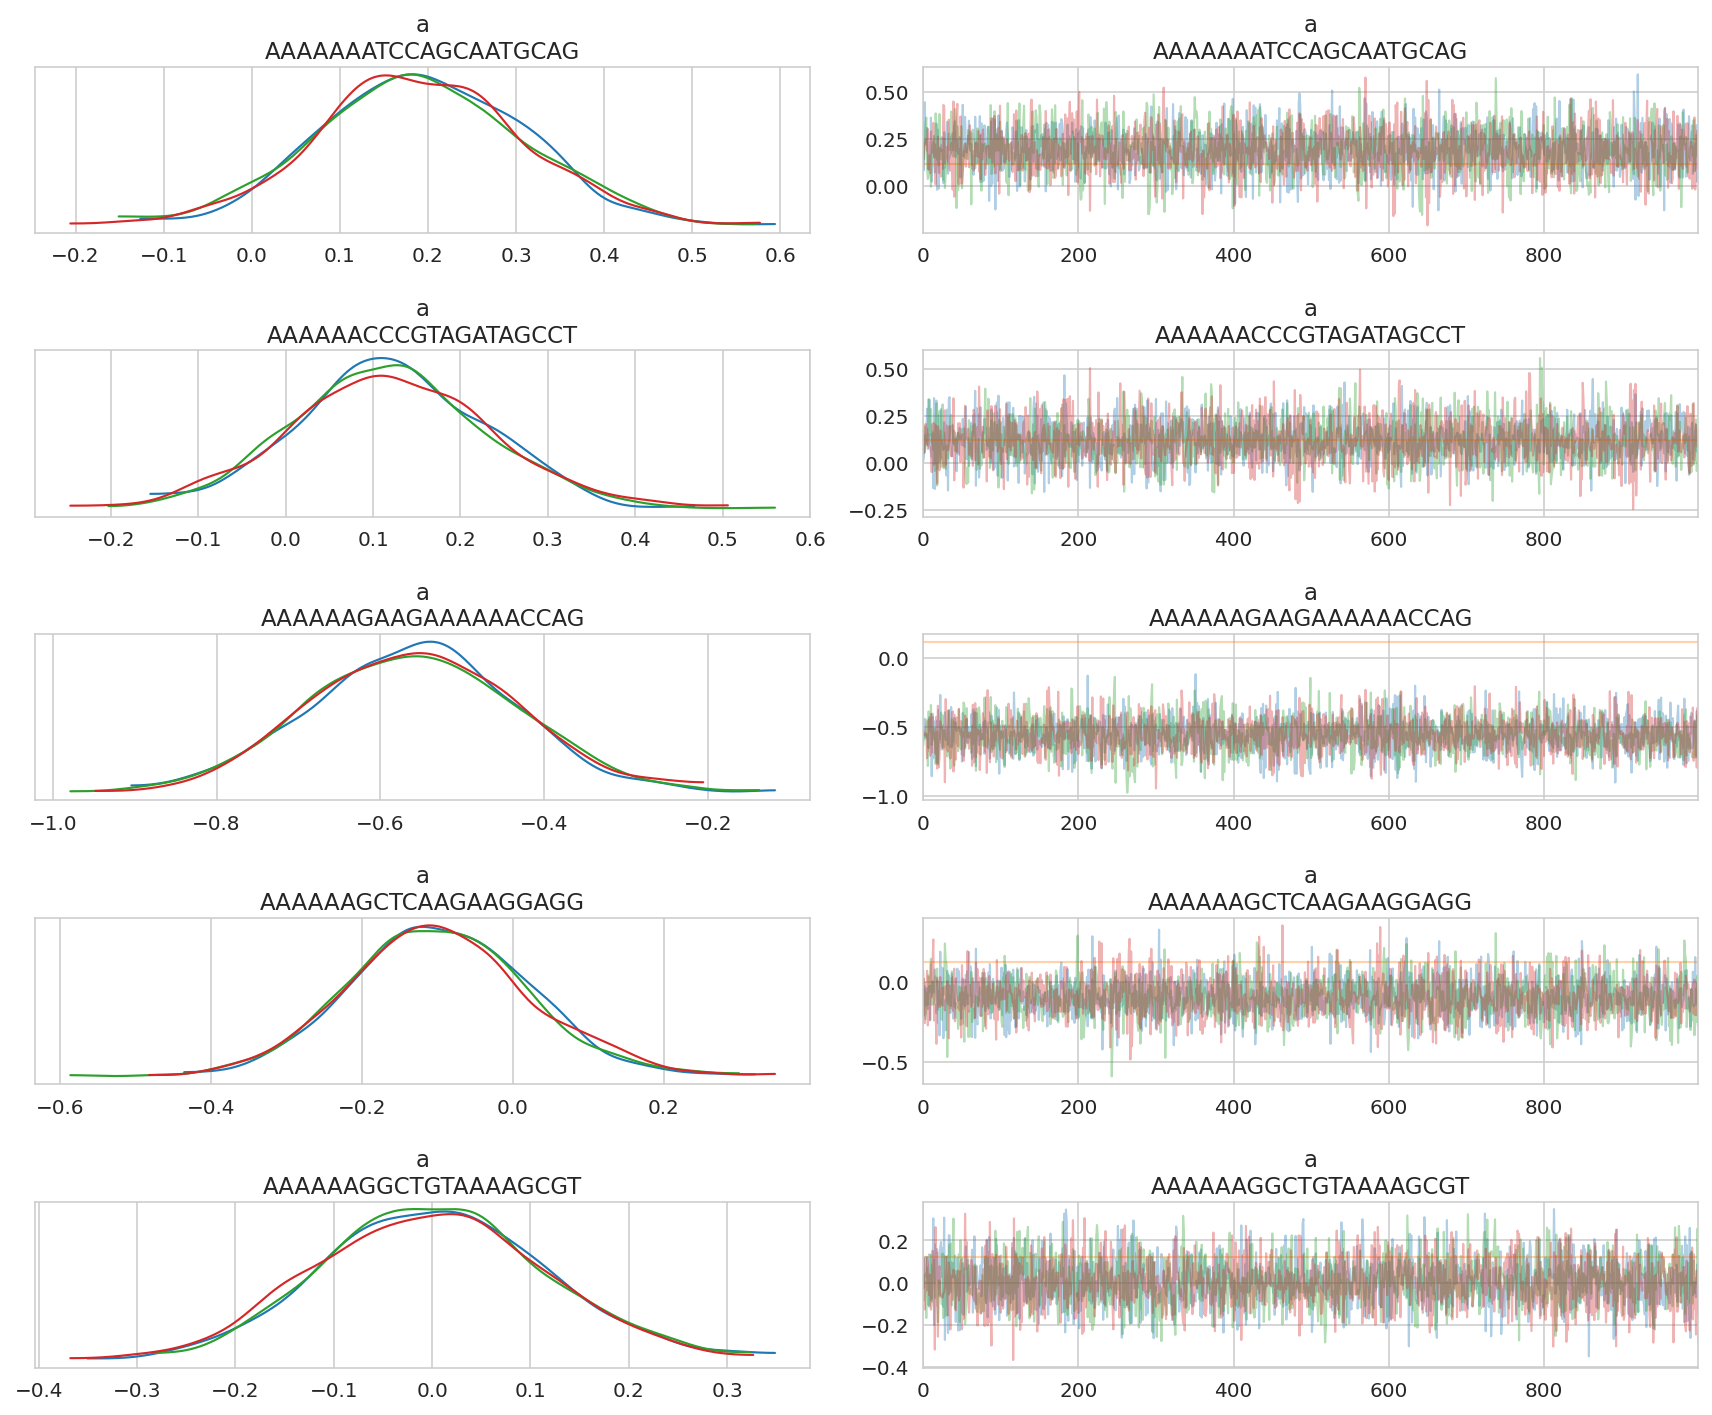 a
AAAAAAATCCAGCAATGCAG
−0.2 −0.1 0.0 0.1 0.2 0.3 0.4 0.5 0.6
a
AAAAAAATCCAGCAATGCAG
0.50
0.25
0.00
0 200 400 600 800
a
AAAAAACCCGTAGATAGCCT
−0.2 −0.1 0.0 0.1 0.2 0.3 0.4 0.5 0.6
a
AAAAAACCCGTAGATAGCCT
0.50
0.25
0.00
−0.25
0 200 400 600 800
a
AAAAAAGAAGAAAAAACCAG
−1.0 −0.8 −0.6 −0.4 −0.2
a
AAAAAAGAAGAAAAAACCAG
0.0
−0.5
−1.0
0 200 400 600 800
a
AAAAAAGCTCAAGAAGGAGG
−0.6 −0.4 −0.2 0.0 0.2
a
AAAAAAGCTCAAGAAGGAGG
0.0
−0.5
0 200 400 600 800
a
AAAAAAGGCTGTAAAAGCGT
−0.4 −0.3 −0.2 −0.1 0.0 0.1 0.2 0.3
a
AAAAAAGGCTGTAAAAGCGT
0.2
0.0
−0.2
−0.4
0 200 400 600 800